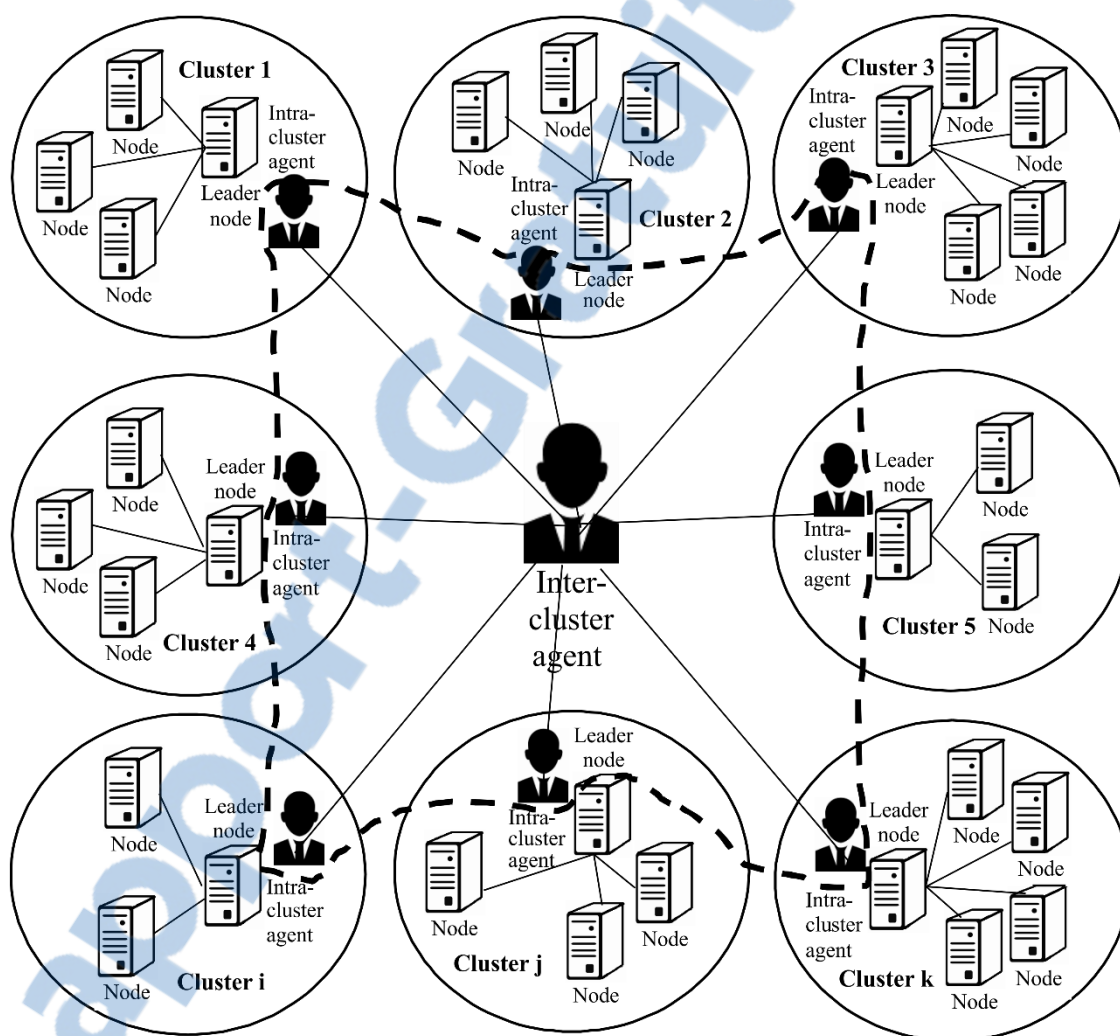 Cluster 1
Intra-
cluster
agent
Node
Leader
node
Node
Node
Node
Node
Node
Intra-
cluster
agent
Cluster 2
Leader
node
Cluster 3
Intra-
cluster
agent
Node
Node
Leader
node
Node
Node
Leader
node
Node
Node
Intra-
cluster
agent
Node
Cluster 4
Inter-
cluster
agent
Leader
node
Node
Intra-
cluster
agent
Cluster 5
Node
Leader
node
Node
Intra-
cluster
agent
Node
Cluster i
Leader
node
Intra-
cluster
agent
Node
Node
Node
Cluster j
Leader
node
Node
Node
Intra-
cluster
agent
Node
Node
Cluster k
apport-Gratuit